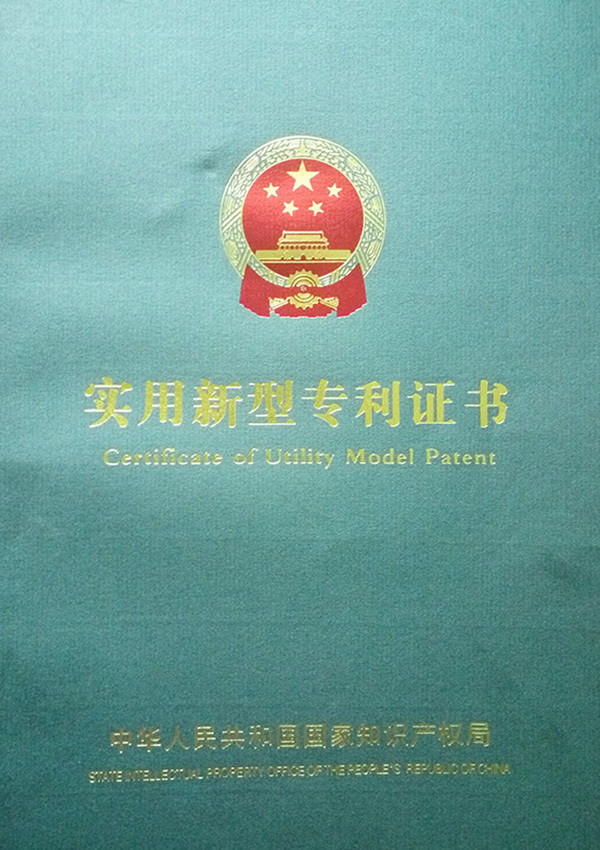 实用新型专利证书
Certificate of Utility Model Patent
中华人民共和国国家知识产权局
STATE INTELLECTUAL PROPERTY OFFICE OF THE PEOPLE'S REPUBLIC OF CHINA